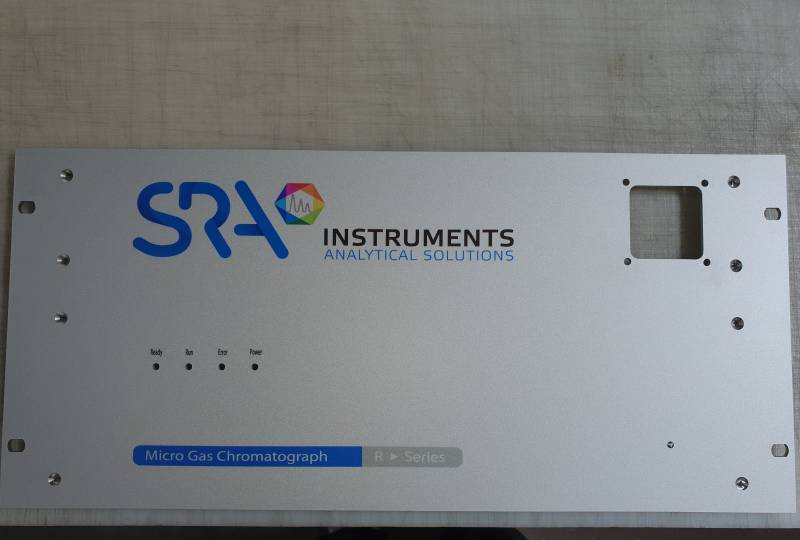 SRA
INSTRUMENTS
ANALYTICAL SOLUTIONS
Ready Run Error Power
Micro Gas Chromatograph R ► Series